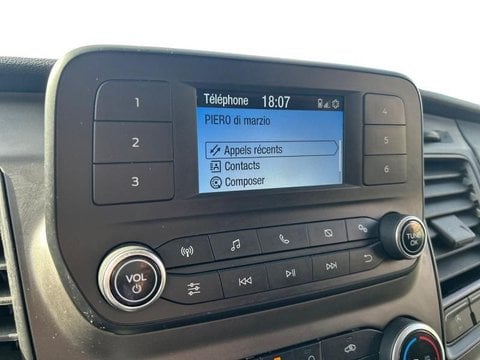 Téléphone 18:07
PIERO di marzio
Appels récents
Contacts
Composer
1
2
3
4
5
6
VOL
TUNE
OK